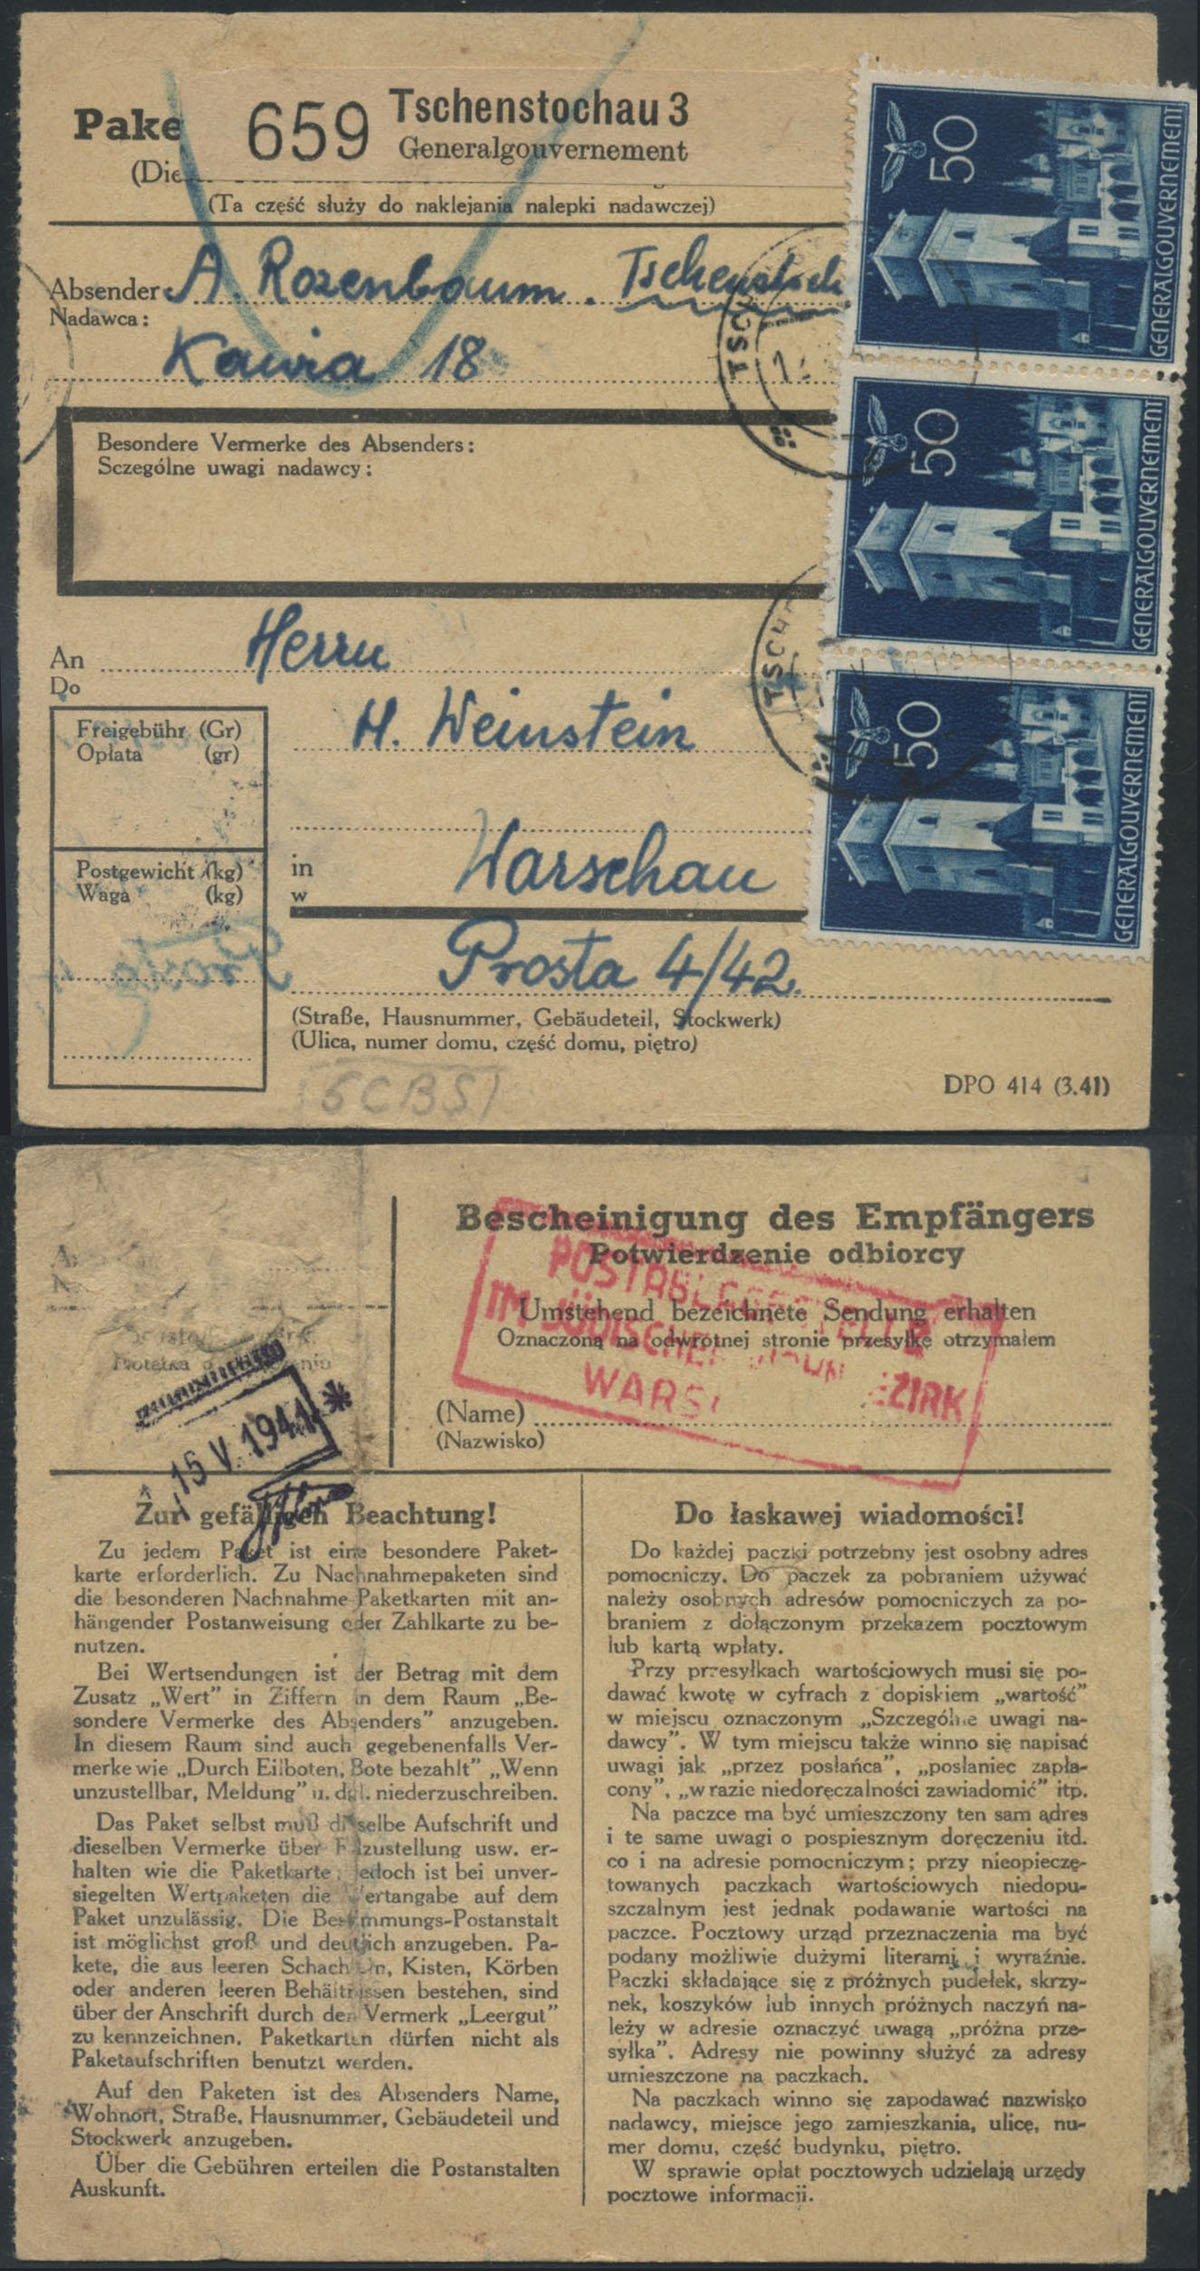 659 Tschenstochau 3
Generalgouvernement
Pake
(Die
(Ta część służy do naklejania nalepki nadawczej)
Absender A. Rozenbaum. Tschenstoch
Nadawca:
Kawia 18
Besondere Vermerke des Absenders:
Sczególne uwagi nadawcy:
50
GENERALGOUVERNEMENT
50
GENERALGOUVERNEMENT
50
GENERALGOUVERNEMENT
TSCH
TSCH
An Herrn
Do
H. Weinstein
Freigebühr (Gr)
Opłata (gr)
Postgewicht (kg)
Waga (kg)
in Warschau
w
Prosta 4/42.
(Straße, Hausnummer, Gebäudeteil, Stockwerk)
(Ulica, numer domu, część domu, piętro)
DPO 414 (3.41)
Bescheinigung des Empfängers
Potwierdzenie odbiorcy
Umstehend bezeichnete Sendung erhalten
Oznaczoną na odwrotnej stronie przesyłkę otrzymałem
(Name)
(Nazwisko)
IM JÜDISCHEN
15 V. 1941
Zur gefälligen Beachtung!
Zu jedem Paket ist eine besondere Paket-
karte erforderlich. Zu Nachnahmepaketen sind
die besonderen Nachnahme-Paketkarten mit an-
hängender Postanweisung oder Zahlkarte zu be-
nutzen.
Bei Wertsendungen ist der Betrag mit dem
Zusatz „Wert” in Ziffern in dem Raum „Be-
sondere Vermerke des Absenders” anzugeben.
In diesem Raum sind auch gegebenenfalls Ver-
merke wie „Durch Eilboten, Bote bezahlt” „Wenn
unzustellbar, Meldung” u. dgl. niederzuschreiben.
Das Paket selbst muß dieselbe Aufschrift und
dieselben Vermerke über Eilzustellung usw. er-
halten wie die Paketkarte; jedoch ist bei unver-
siegelten Wertpaketen die Wertangabe auf dem
Paket unzulässig. Die Bestimmungs-Postanstalt
ist möglichst groß und deutlich anzugeben. Pa-
kete, die aus leeren Schachteln, Kisten, Körben
oder anderen leeren Behältnissen bestehen, sind
über der Anschrift durch den Vermerk „Leergut”
zu kennzeichnen. Paketkarten dürfen nicht als
Paketaufschriften benutzt werden.
Auf den Paketen ist des Absenders Name,
Wohnort, Straße, Hausnummer, Gebäudeteil und
Stockwerk anzugeben.
Über die Gebühren erteilen die Postanstalten
Auskunft.
Do łaskawej wiadomości!
Do każdej paczki potrzebny jest osobny adres
pomocniczy. Do paczek za pobraniem używać
należy osobnych adresów pomocniczych za po-
braniem z dołączonym przekazem pocztowym
lub kartą wpłaty.
Przy przesyłkach wartościowych musi się po-
dawać kwotę w cyfrach z dopiskiem „wartość”
w miejscu oznaczonym „Szczególne uwagi na-
dawcy”. W tym miejscu także winno się napisać
uwagi jak „przez posłańca”, „posłaniec zapła-
cony”, „w razie niedoręczalności zawiadomić” itp.
Na paczce ma być umieszczony ten sam adres
i te same uwagi o pospiesznym doręczeniu itd.
co i na adresie pomocniczym; przy nieopieczę-
towanych paczkach wartościowych niedopu-
szczalnym jest jednak podawanie wartości na
paczce. Pocztowy urząd przeznaczenia ma być
podany możliwie dużymi literami i wyraźnie.
Paczki składające się z próżnych pudełek, skrzy-
nek, koszyków lub innych próżnych naczyń na-
leży w adresie oznaczyć uwagą „próżna prze-
syłka”. Adresy nie powinny służyć za adresy
umieszczone na paczkach.
Na paczkach winno się zapodawać nazwisko
nadawcy, miejsce jego zamieszkania, ulicę, nu-
mer domu, część budynku, piętro.
W sprawie opłat pocztowych udzielają urzędy
pocztowe informacji.